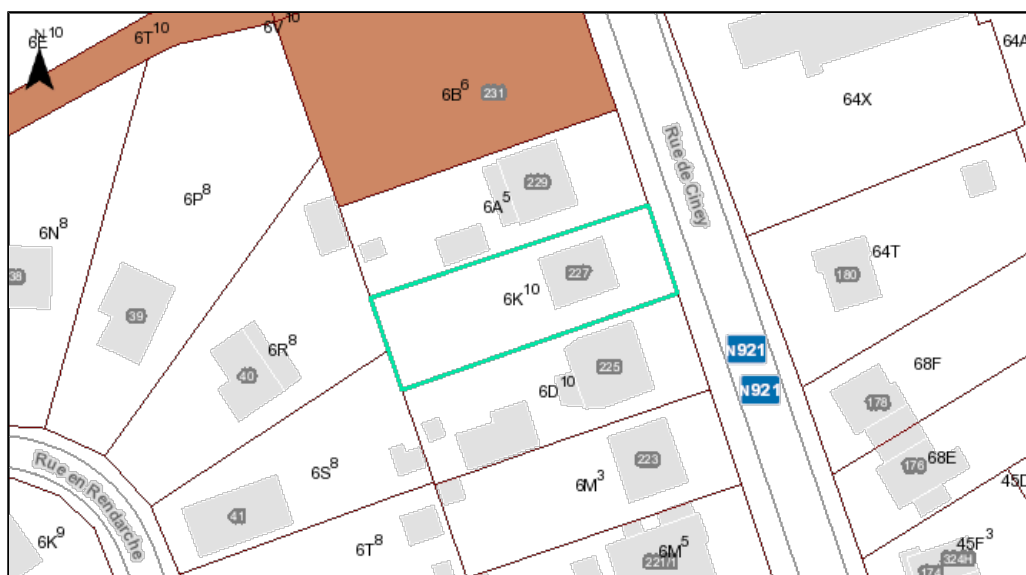 N
6E10
6T10
6V10
64A
6B6
231
64X
Rue de Ciney
6P8
229
6A5
6N8
38
64T
180
227
6K10
39
N921
6R8
40
225
68F
6D10
N921
178
223
68E
176
6S8
6M3
45D
Rue en Rendarche
41
6K9
6T8
6M5
221/1
45F3
324H
174